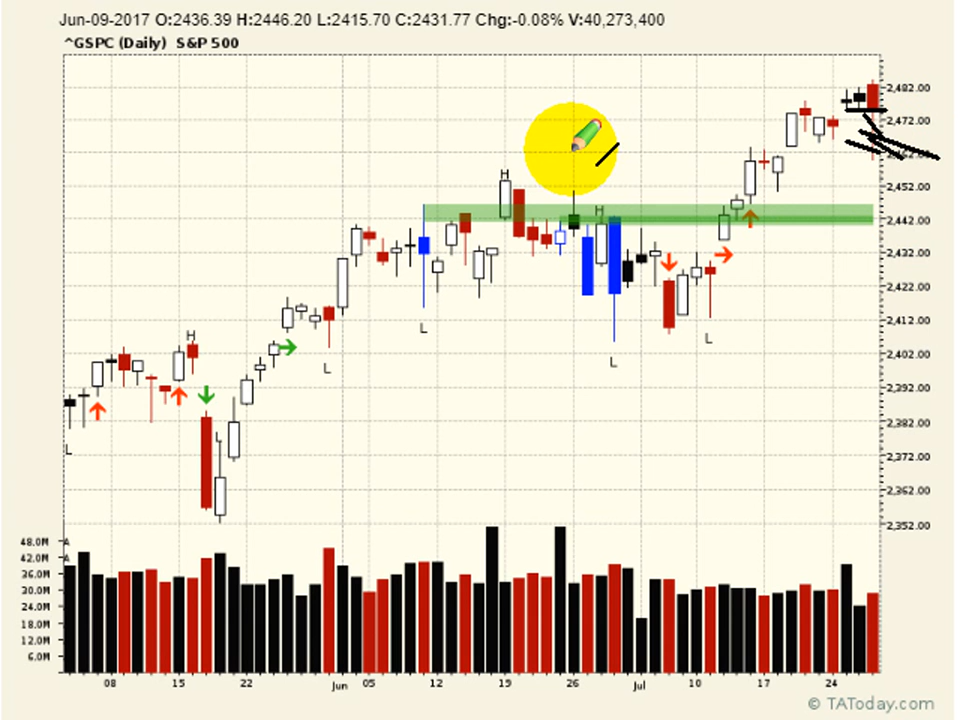 Jun-09-2017 O:2436.39 H:2446.20 L:2415.70 C:2431.77 Chg:-0.08% V:40,273,400
^GSPC (Daily) S&P 500
2,482.00
2,472.00
2,452.00
H
2,442.00
H
2,432.00
2,422.00
2,412.00
L
H
L
2,402.00
L
L
2,392.00
2,382.00
L
L
2,372.00
2,362.00
2,352.00
48.0M A
42.0M A
36.0M
30.0M
24.0M
18.0M
12.0M
6.0M
08 15 22 Jun 05 12 19 26 Jul 10 17 24
© TAToday.com